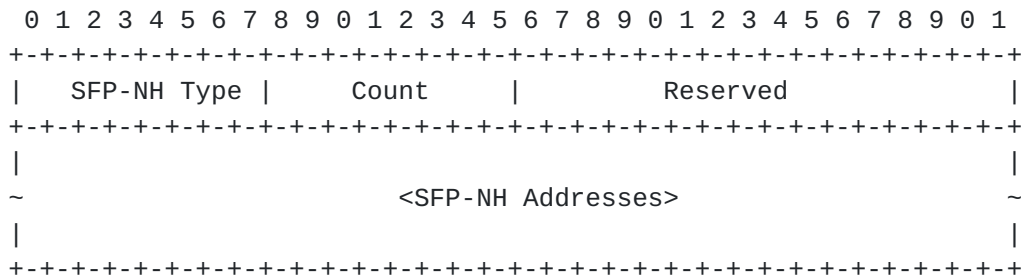 0 1 2 3 4 5 6 7 8 9 0 1 2 3 4 5 6 7 8 9 0 1 2 3 4 5 6 7 8 9 0 1
+-+-+-+-+-+-+-+-+-+-+-+-+-+-+-+-+-+-+-+-+-+-+-+-+-+-+-+-+-+-+-+-+
|   SFP-NH Type |     Count     |         Reserved              |
+-+-+-+-+-+-+-+-+-+-+-+-+-+-+-+-+-+-+-+-+-+-+-+-+-+-+-+-+-+-+-+-+
|                                                               |
~                        <SFP-NH Addresses>                     ~
|                                                               |
+-+-+-+-+-+-+-+-+-+-+-+-+-+-+-+-+-+-+-+-+-+-+-+-+-+-+-+-+-+-+-+-+